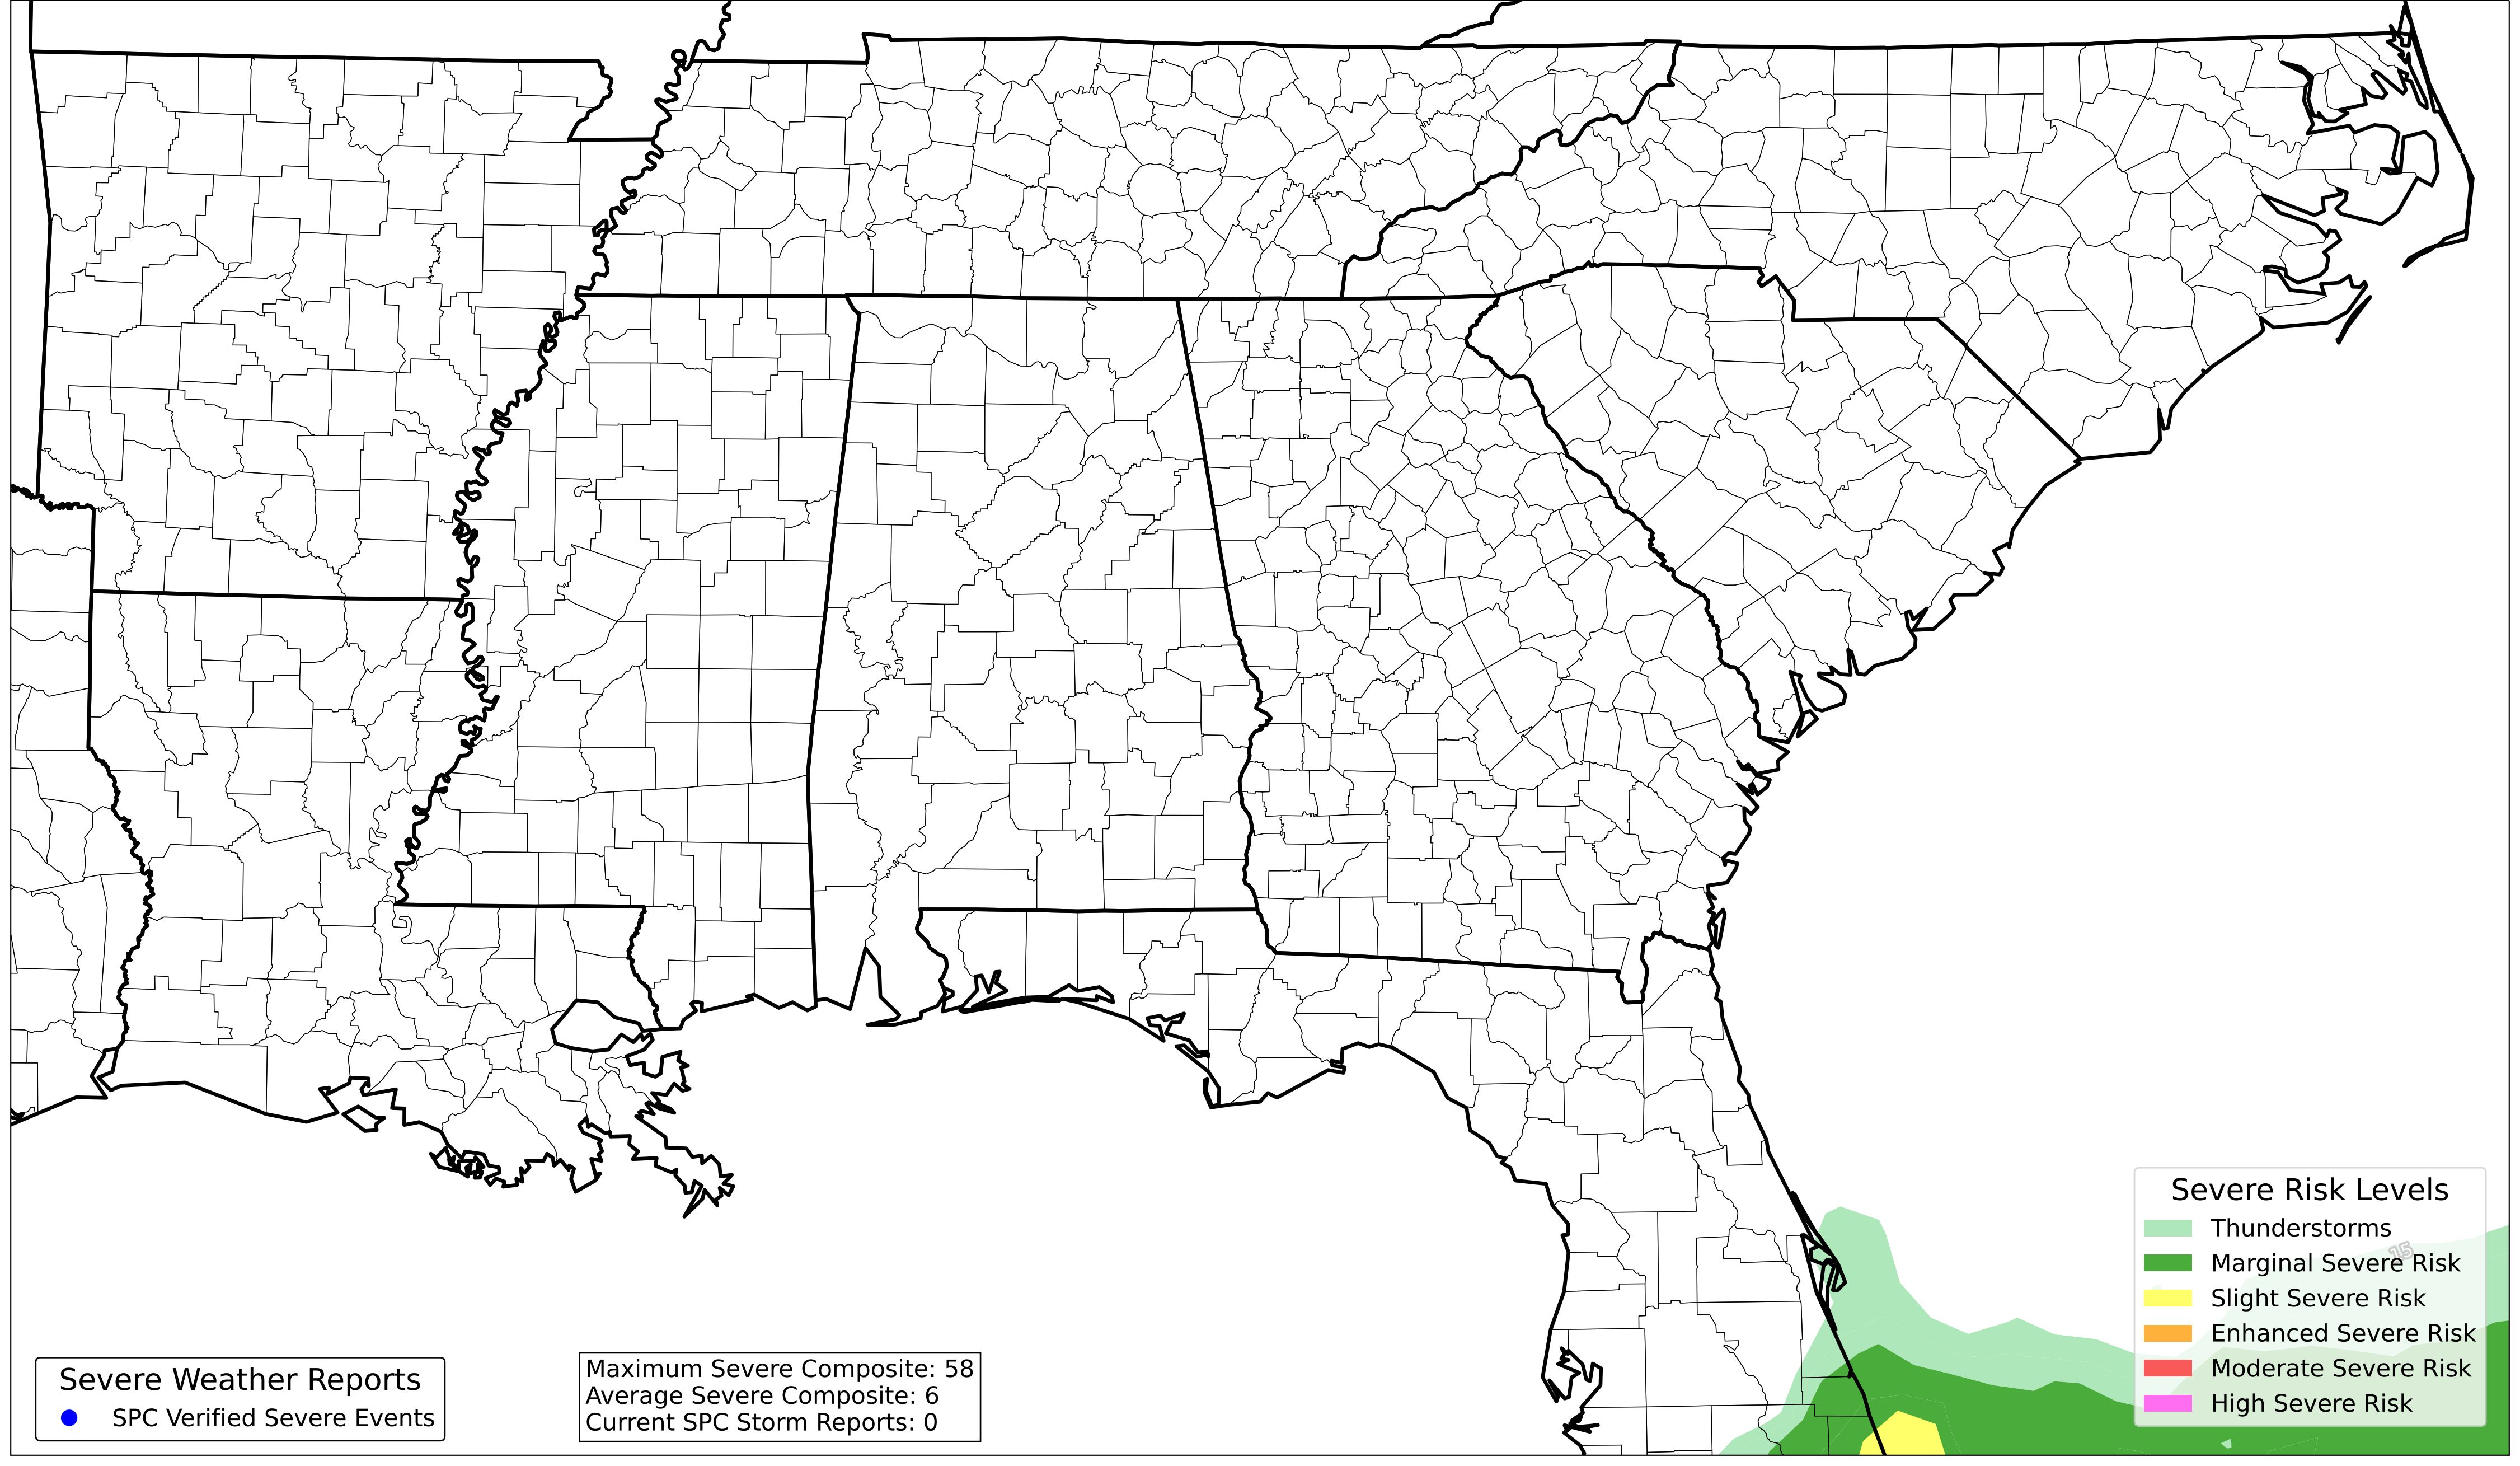 15
Severe Risk Levels
Thunderstorms
Marginal Severe Risk
Slight Severe Risk
Enhanced Severe Risk
Moderate Severe Risk
High Severe Risk
Severe Weather Reports
SPC Verified Severe Events
Maximum Severe Composite: 58
Average Severe Composite: 6
Current SPC Storm Reports: 0